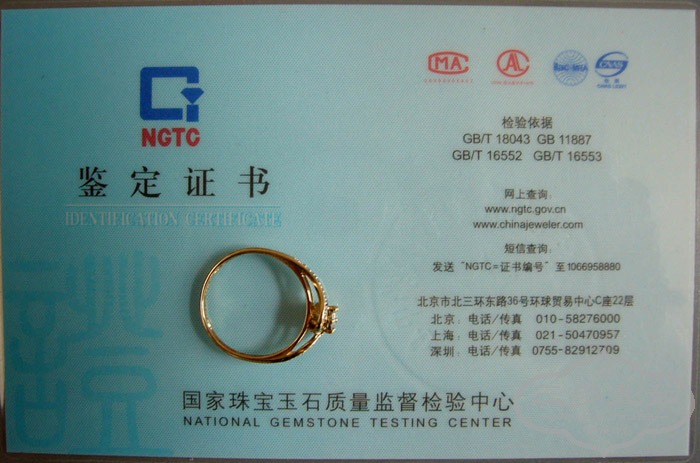 NGTC
鉴定证书
IDENTIFICATION CERTIFICATE
MA
AL
ilac-MRA
CNAS
检验依据
GB/T 18043 GB 11887
GB/T 16552 GB/T 16553
网上查询:
www.ngtc.gov.cn
www.chinajeweler.com
短信查询:
发送 "NGTC=证书编号" 至1066958880
北京市北三环东路36号环球贸易中心C座22层
北京: 电话/传真 010-58276000
上海: 电话/传真 021-50470957
深圳: 电话/传真 0755-82912709
国家珠宝玉石质量监督检验中心
NATIONAL GEMSTONE TESTING CENTER